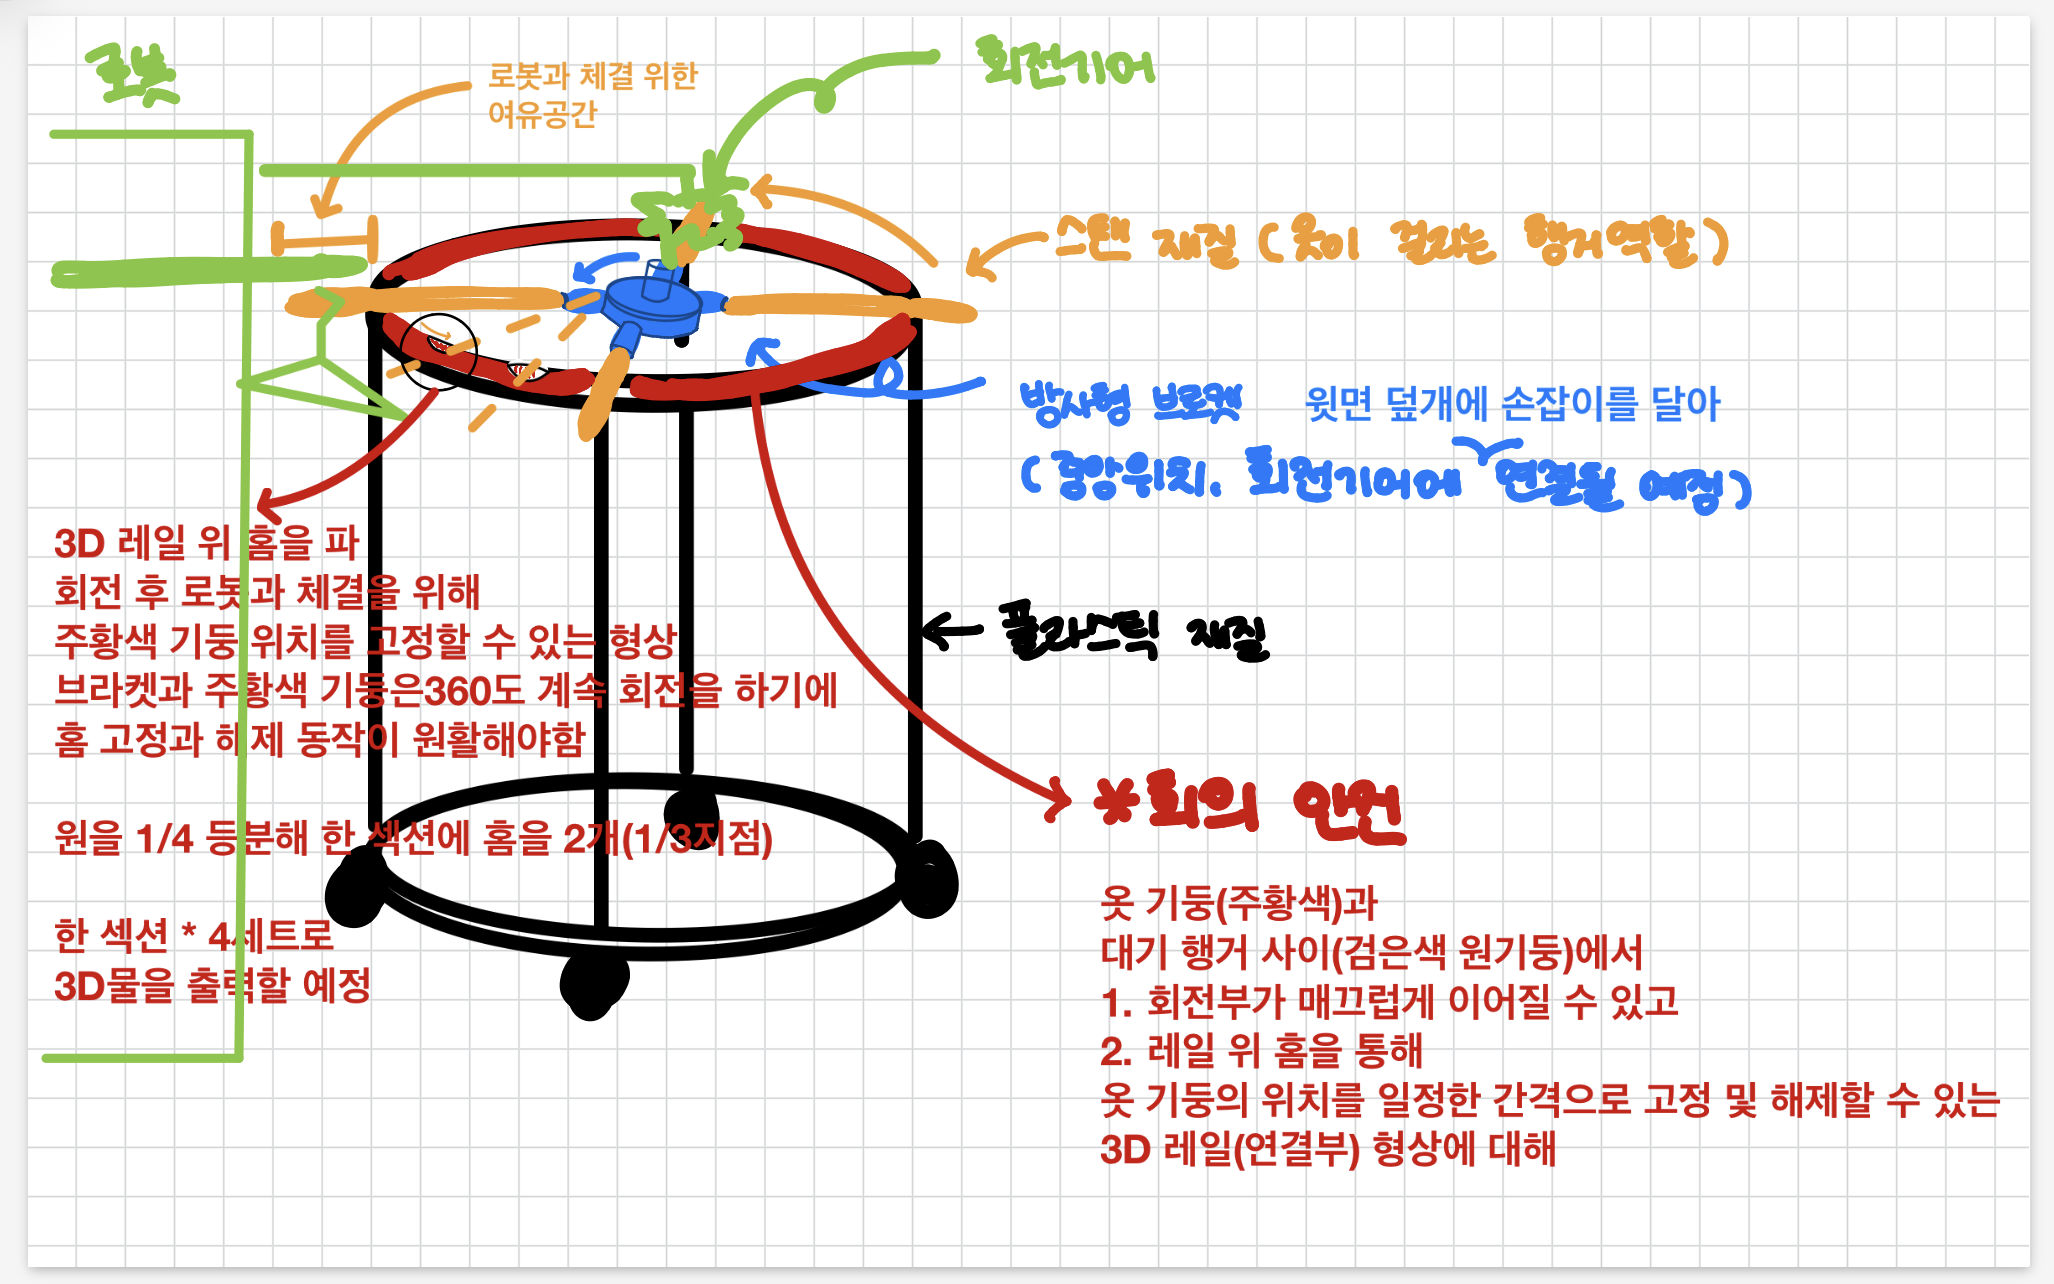 로봇
로봇과 체결 위한
여유공간
회전기어
스텐 재질 (옷이 걸리는 행거역할)
방사형 브로켓
윗면 덮개에 손잡이를 달아
(중앙위치. 회전기어에 연결될 예정)
플라스틱 재질
3D 레일 위 홈을 파
회전 후 로봇과 체결을 위해
주황색 기둥 위치를 고정할 수 있는 형상
브라켓과 주황색 기둥은360도 계속 회전을 하기에
홈 고정과 해제 동작이 원활해야함
원을 1/4 등분해 한 섹션에 홈을 2개(1/3지점)
한 섹션 * 4세트로
3D물을 출력할 예정
*회의 안건
옷 기둥(주황색)과
대기 행거 사이(검은색 원기둥)에서
1. 회전부가 매끄럽게 이어질 수 있고
2. 레일 위 홈을 통해
옷 기둥의 위치를 일정한 간격으로 고정 및 해제할 수 있는
3D 레일(연결부) 형상에 대해